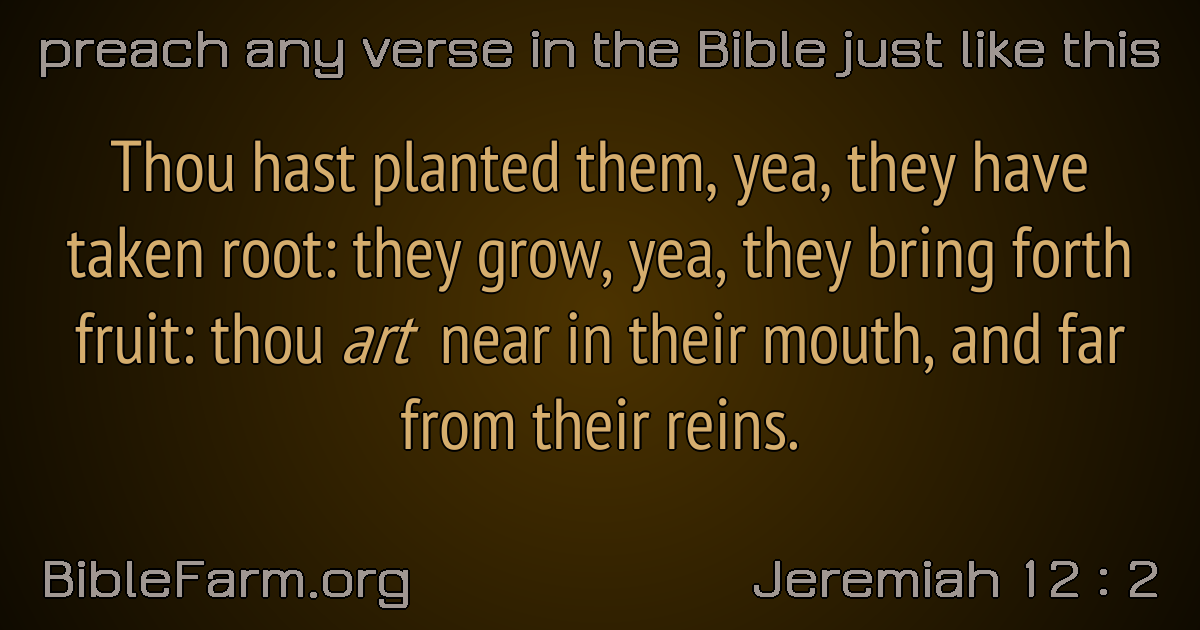 preach any verse in the Bible just like this
Thou hast planted them, yea, they have
taken root: they grow, yea, they bring forth
fruit: thou art near in their mouth, and far
from their reins.
BibleFarm.org
Jeremiah 12 : 2